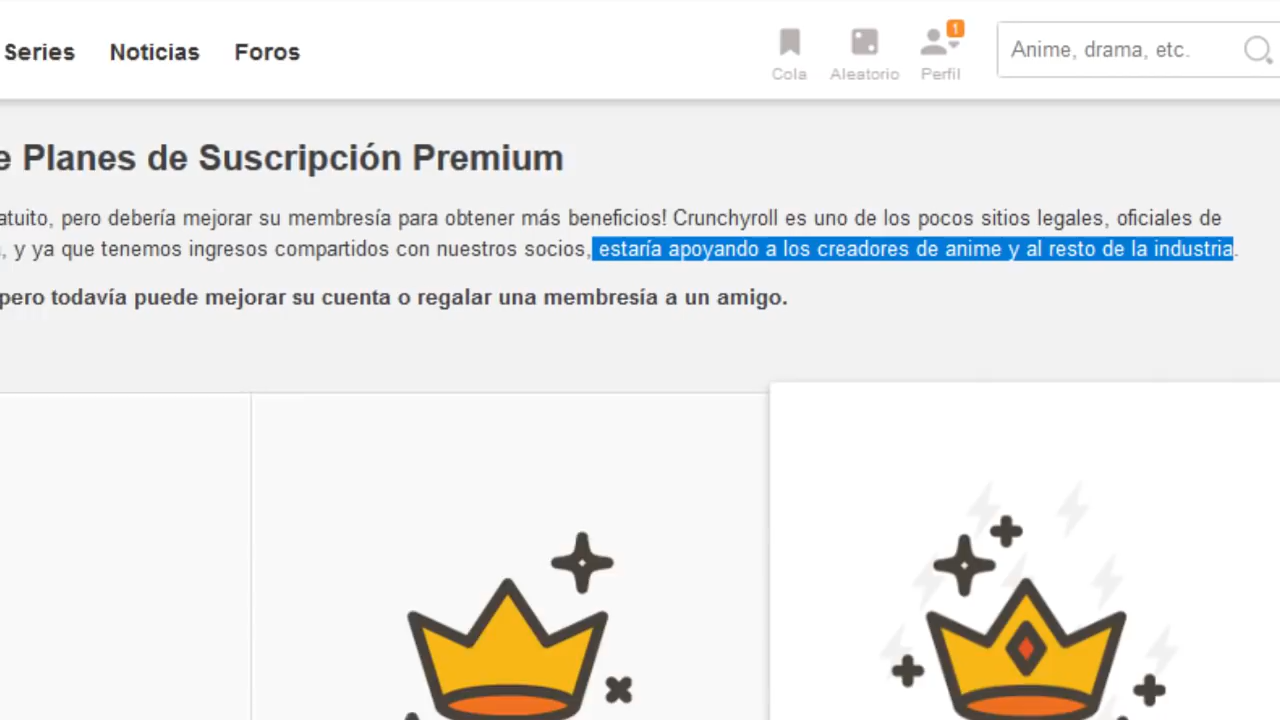 Series Noticias Foros
Cola Aleatorio Perfil 1
Anime, drama, etc.
Planes de Suscripción Premium
pero debería mejorar su membresía para obtener más beneficios! Crunchyroll es uno de los pocos sitios legales, oficiales de
, y ya que tenemos ingresos compartidos con nuestros socios, estaría apoyando a los creadores de anime y al resto de la industria.
pero todavía puede mejorar su cuenta o regalar una membresía a un amigo.